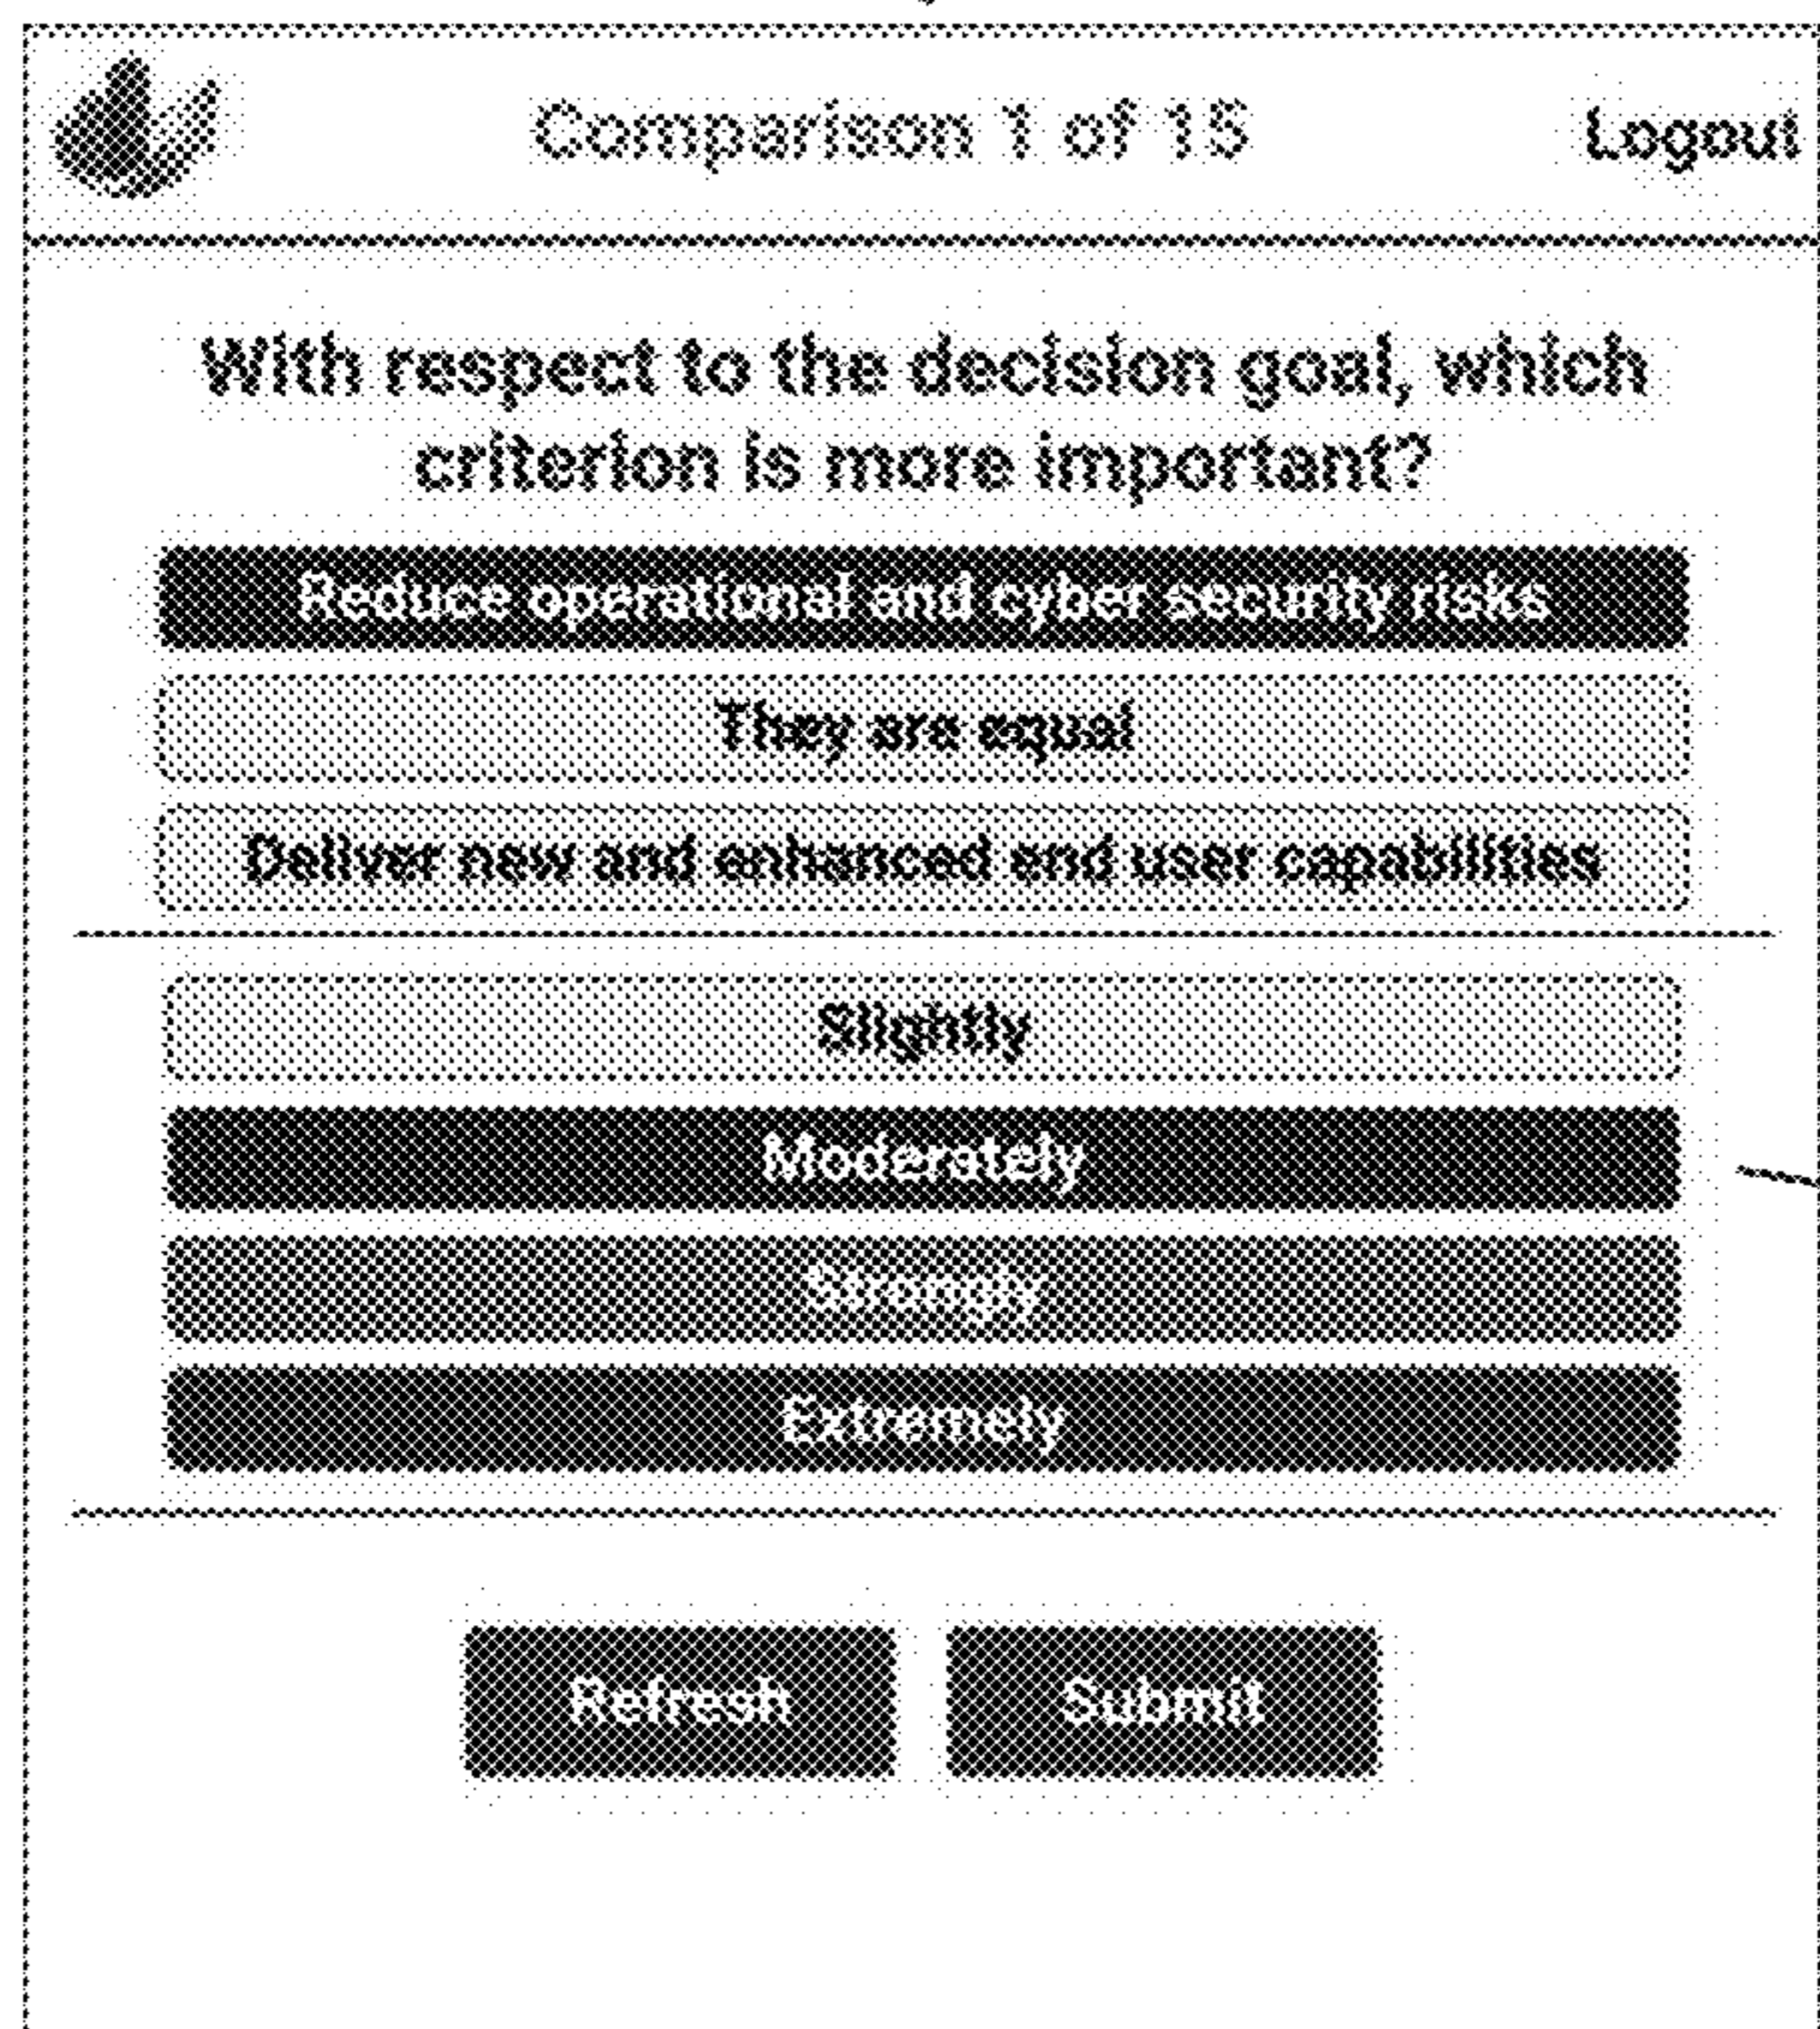 Comparison 1 of 15
Logout
With respect to the decision goal, which
criterion is more important?
Reduce operational and cyber security risks
They are equal
Deliver new and enhanced end user capabilities
Slightly
Moderately
Strongly
Extremely
Refresh
Submit